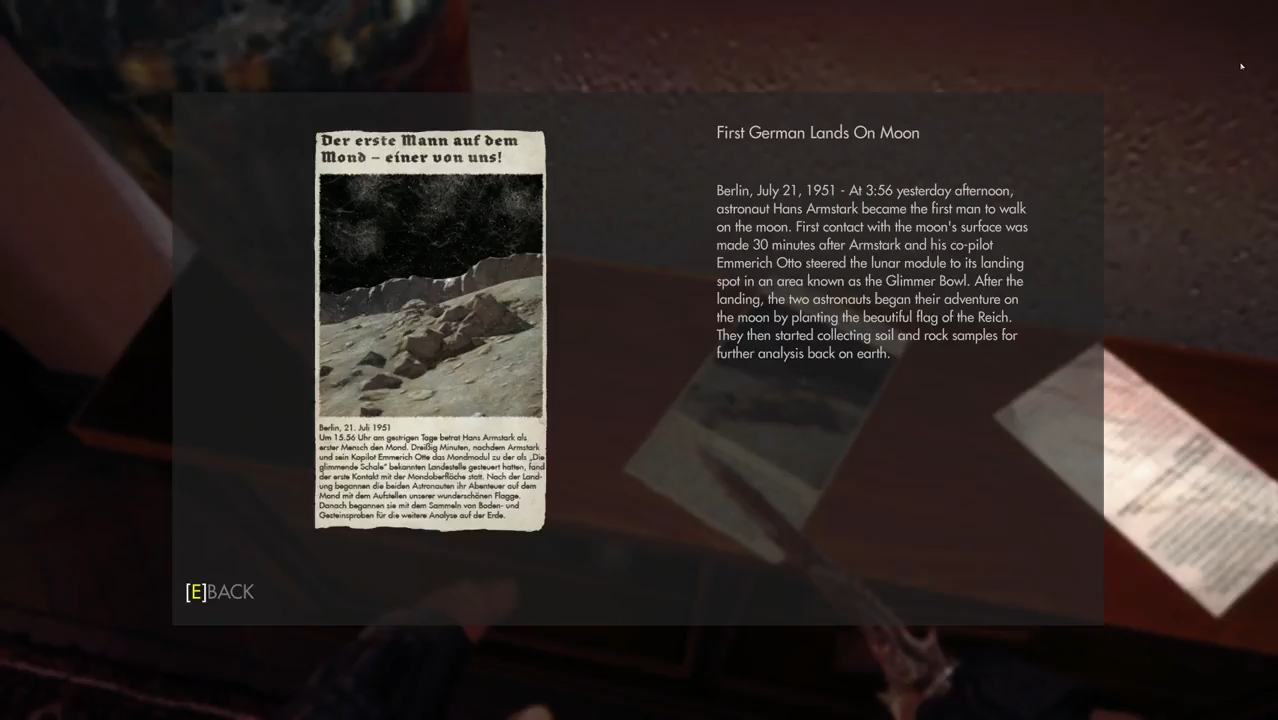 Der erste Mann auf dem
Mond – einer von uns!
Berlin, 21. Juli 1951
Um 15.56 Uhr am gestrigen Tage betrat Hans Armstark als
erster Mensch den Mond. Dreißig Minuten, nachdem Armstark
und sein Kopilot Emmerich Otto das Mondmodul zu der als „Die
glimmende Schale“ bekannten Landestelle gesteuert hatten, fand
der erste Kontakt mit der Mondoberfläche statt. Nach der Land-
ung begannen die beiden Astronauten ihr Abenteuer auf dem
Mond mit dem Aufstellen unserer wunderschönen Flagge.
Danach begannen sie mit dem Sammeln von Boden- und
Gesteinsproben für die weitere Analyse auf der Erde.
First German Lands On Moon
Berlin, July 21, 1951 - At 3:56 yesterday afternoon,
astronaut Hans Armstark became the first man to walk
on the moon. First contact with the moon's surface was
made 30 minutes after Armstark and his co-pilot
Emmerich Otto steered the lunar module to its landing
spot in an area known as the Glimmer Bowl. After the
landing, the two astronauts began their adventure on
the moon by planting the beautiful flag of the Reich.
They then started collecting soil and rock samples for
further analysis back on earth.
[E]BACK